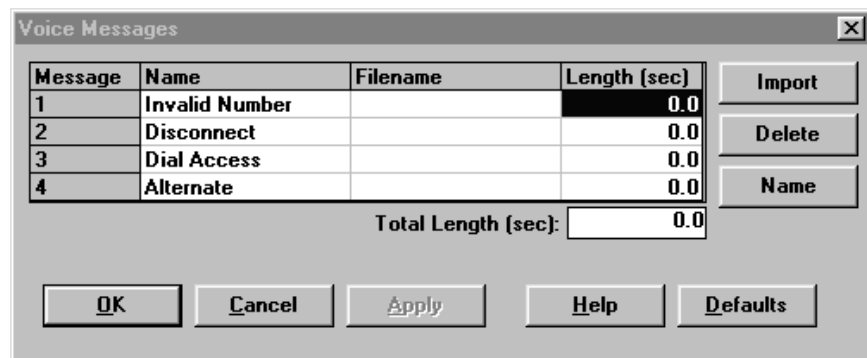 Voice Messages
Message Name Filename Length (sec) Import
1 Invalid Number 0.0
2 Disconnect 0.0 Delete
3 Dial Access 0.0
4 Alternate 0.0 Name
Total Length (sec): 0.0
OK Cancel Apply Help Defaults